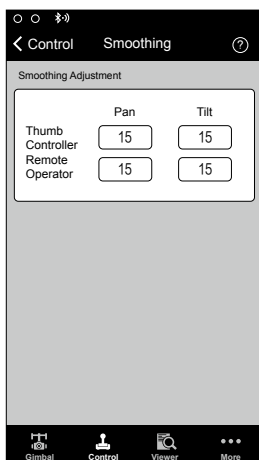 Control Smoothing ?
Smoothing Adjustment
Pan Tilt
Thumb
Controller 15 15
Remote
Operator 15 15
Gimbal Control Viewer More